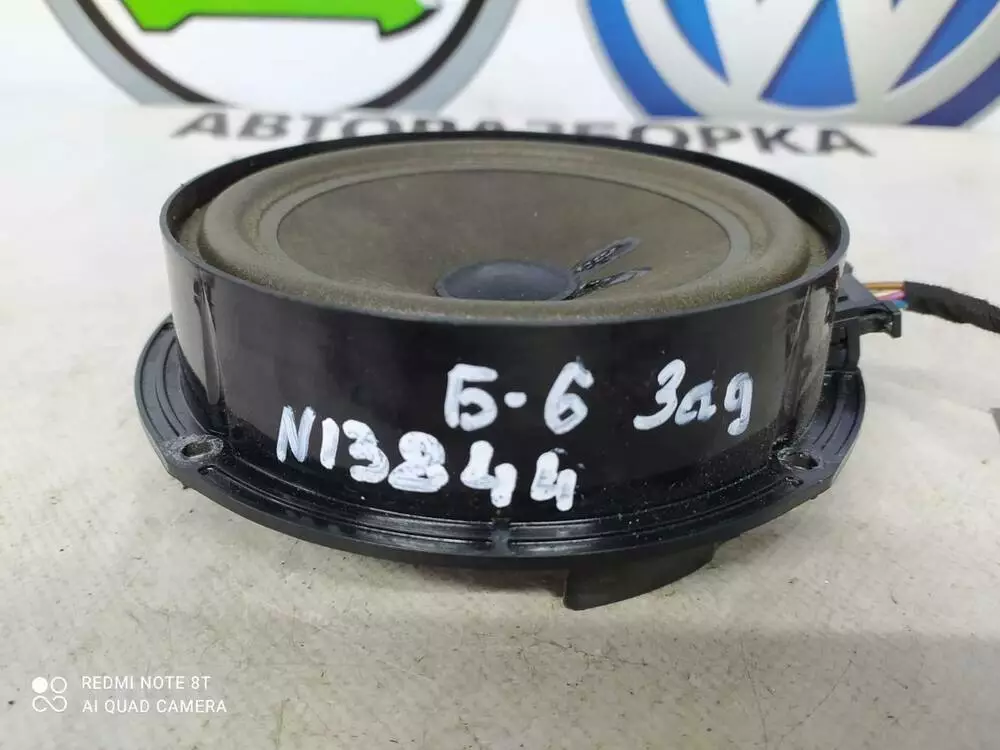 АВТОРАЗБОРКА
Б-6 Зад
N13844
REDMI NOTE 8T
AI QUAD CAMERA